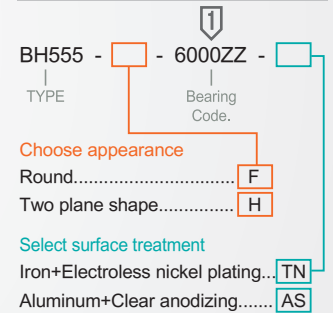 1
BH555 - - 6000ZZ -
TYPE Bearing
Code.
Choose appearance
Round................................ F
Two plane shape............... H
Select surface treatment
Iron+Electroless nickel plating... TN
Aluminum+Clear anodizing....... AS